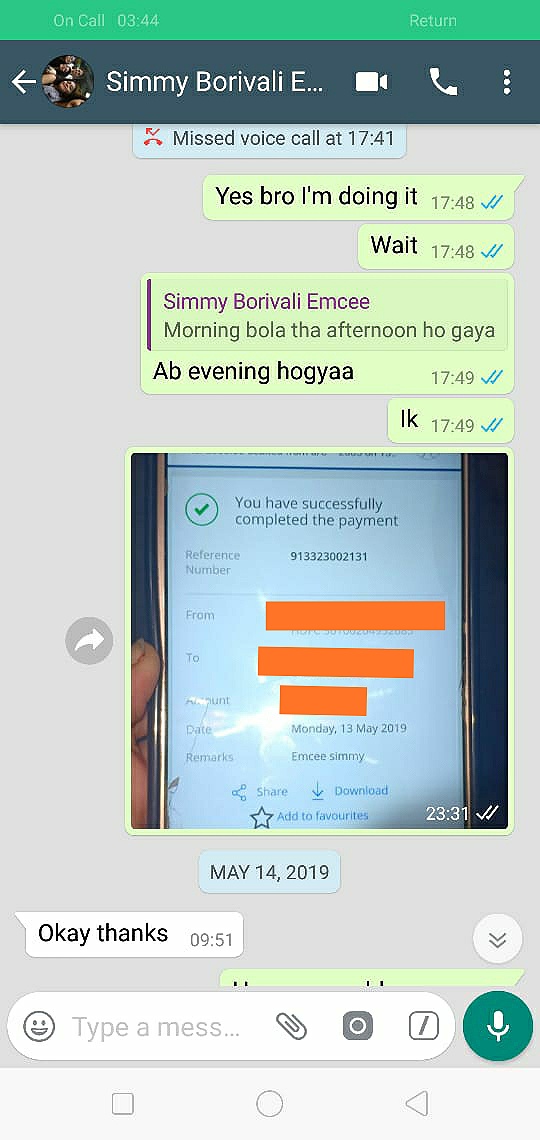 On Call 03:44 Return
Simmy Borivali E...
Missed voice call at 17:41
Yes bro I'm doing it 17:48
Wait 17:48
Simmy Borivali Emcee
Morning bola tha afternoon ho gaya
Ab evening hogyaa 17:49
Ik 17:49
You have successfully
completed the payment
Reference 913323002131
Number
From
To
Amount
Date Monday, 13 May 2019
Remarks Emcee simmy
Share Download
Add to favourites
23:31
MAY 14, 2019
Okay thanks 09:51
Type a mess...